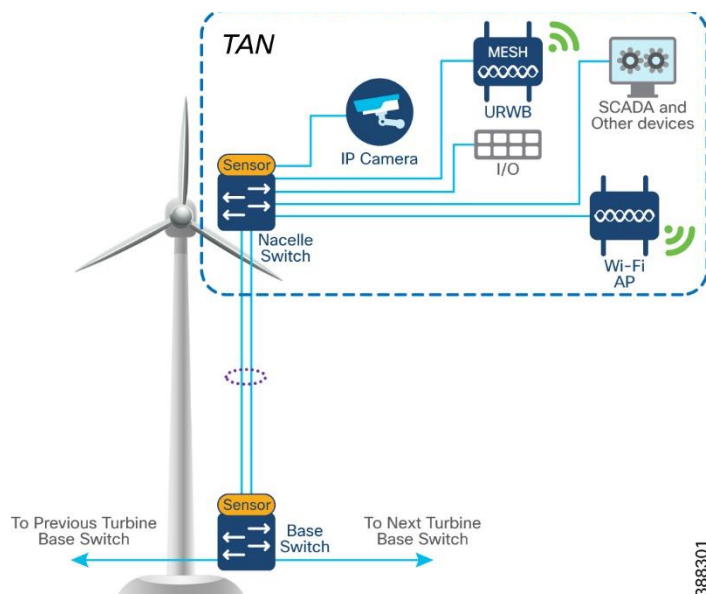 TAN
MESH
URWB
SCADA and
Other devices
IP Camera
I/O
Sensor
Nacelle
Switch
Wi-Fi
AP
Sensor
Base
Switch
To Previous Turbine
Base Switch
To Next Turbine
Base Switch
388301